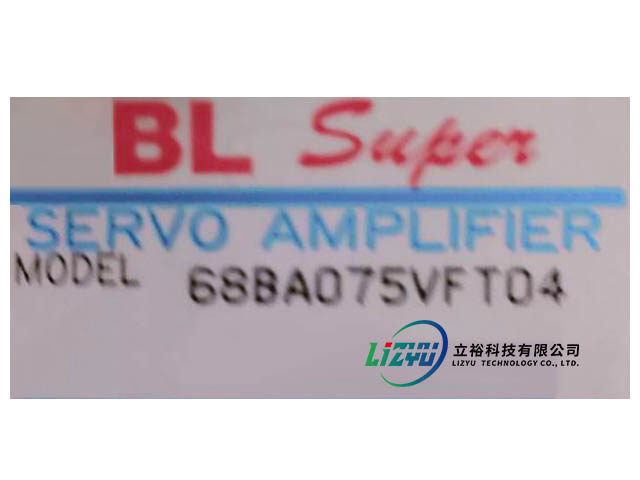 BL Super
SERVO AMPLIFIER
MODEL 68BA075VFT04
LiZYU 立裕科技有限公司
LIZYU TECHNOLOGY CO., LTD.